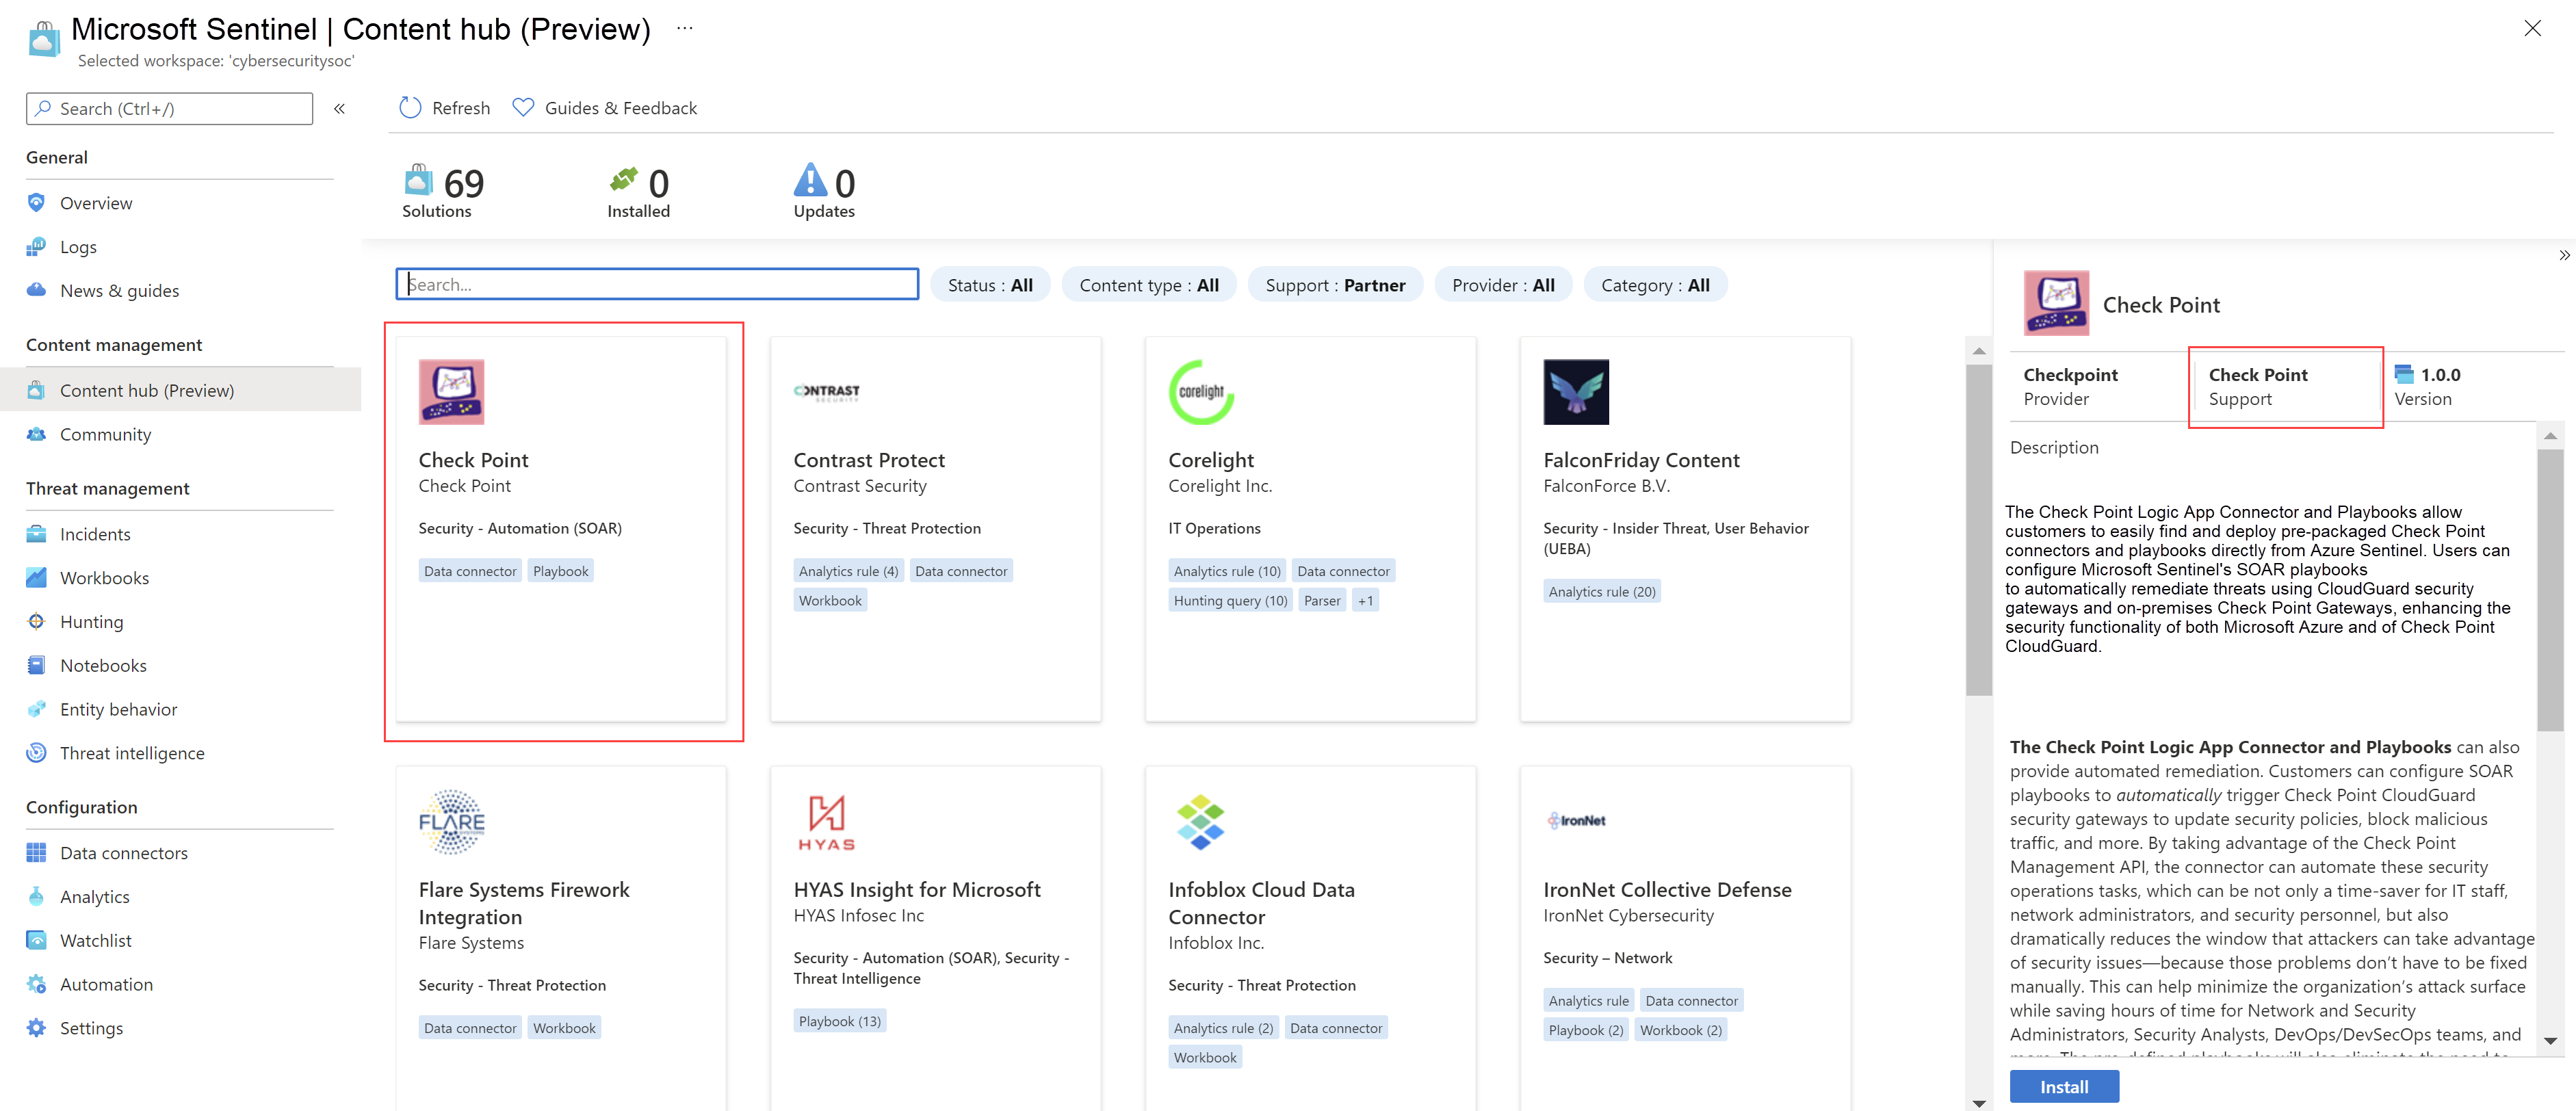 Microsoft Sentinel | Content hub (Preview) ...
Selected workspace: 'cybersecuritysoc'
Search (Ctrl+/)
«
General
Overview
Logs
News & guides
Content management
Content hub (Preview)
Community
Threat management
Incidents
Workbooks
Hunting
Notebooks
Entity behavior
Threat intelligence
Configuration
Data connectors
Analytics
Watchlist
Automation
Settings
Refresh
Guides & Feedback
69
Solutions
0
Installed
0
Updates
Search...
Status : All
Content type : All
Support : Partner
Provider : All
Category : All
Check Point
Check Point
Security - Automation (SOAR)
Data connector
Playbook
CONTRAST
SECURITY
Contrast Protect
Contrast Security
Security - Threat Protection
Analytics rule (4)
Data connector
Workbook
corelight
Corelight
Corelight Inc.
IT Operations
Analytics rule (10)
Data connector
Hunting query (10)
Parser
+1
FalconFriday Content
FalconForce B.V.
Security - Insider Threat, User Behavior
(UEBA)
Analytics rule (20)
FLARE
SYSTEMS
Flare Systems Firework
Integration
Flare Systems
Security - Threat Protection
Data connector
Workbook
HYAS
HYAS Insight for Microsoft
HYAS Infosec Inc
Security - Automation (SOAR), Security -
Threat Intelligence
Playbook (13)
Infoblox Cloud Data
Connector
Infoblox Inc.
Security - Threat Protection
Analytics rule (2)
Data connector
Workbook
IronNet
IronNet Collective Defense
IronNet Cybersecurity
Security – Network
Analytics rule
Data connector
Playbook (2)
Workbook (2)
»
Check Point
Checkpoint
Provider
Check Point
Support
1.0.0
Version
Description
The Check Point Logic App Connector and Playbooks allow
customers to easily find and deploy pre-packaged Check Point
connectors and playbooks directly from Azure Sentinel. Users can
configure Microsoft Sentinel's SOAR playbooks
to automatically remediate threats using CloudGuard security
gateways and on-premises Check Point Gateways, enhancing the
security functionality of both Microsoft Azure and of Check Point
CloudGuard.
The Check Point Logic App Connector and Playbooks can also
provide automated remediation. Customers can configure SOAR
playbooks to automatically trigger Check Point CloudGuard
security gateways to update security policies, block malicious
traffic, and more. By taking advantage of the Check Point
Management API, the connector can automate these security
operations tasks, which can be not only a time-saver for IT staff,
network administrators, and security personnel, but also
dramatically reduces the window that attackers can take advantage
of security issues—because those problems don’t have to be fixed
manually. This can help minimize the organization’s attack surface
while saving hours of time for Network and Security
Administrators, Security Analysts, DevOps/DevSecOps teams, and
more. The pre-defined playbooks will also eliminate the need to
Install